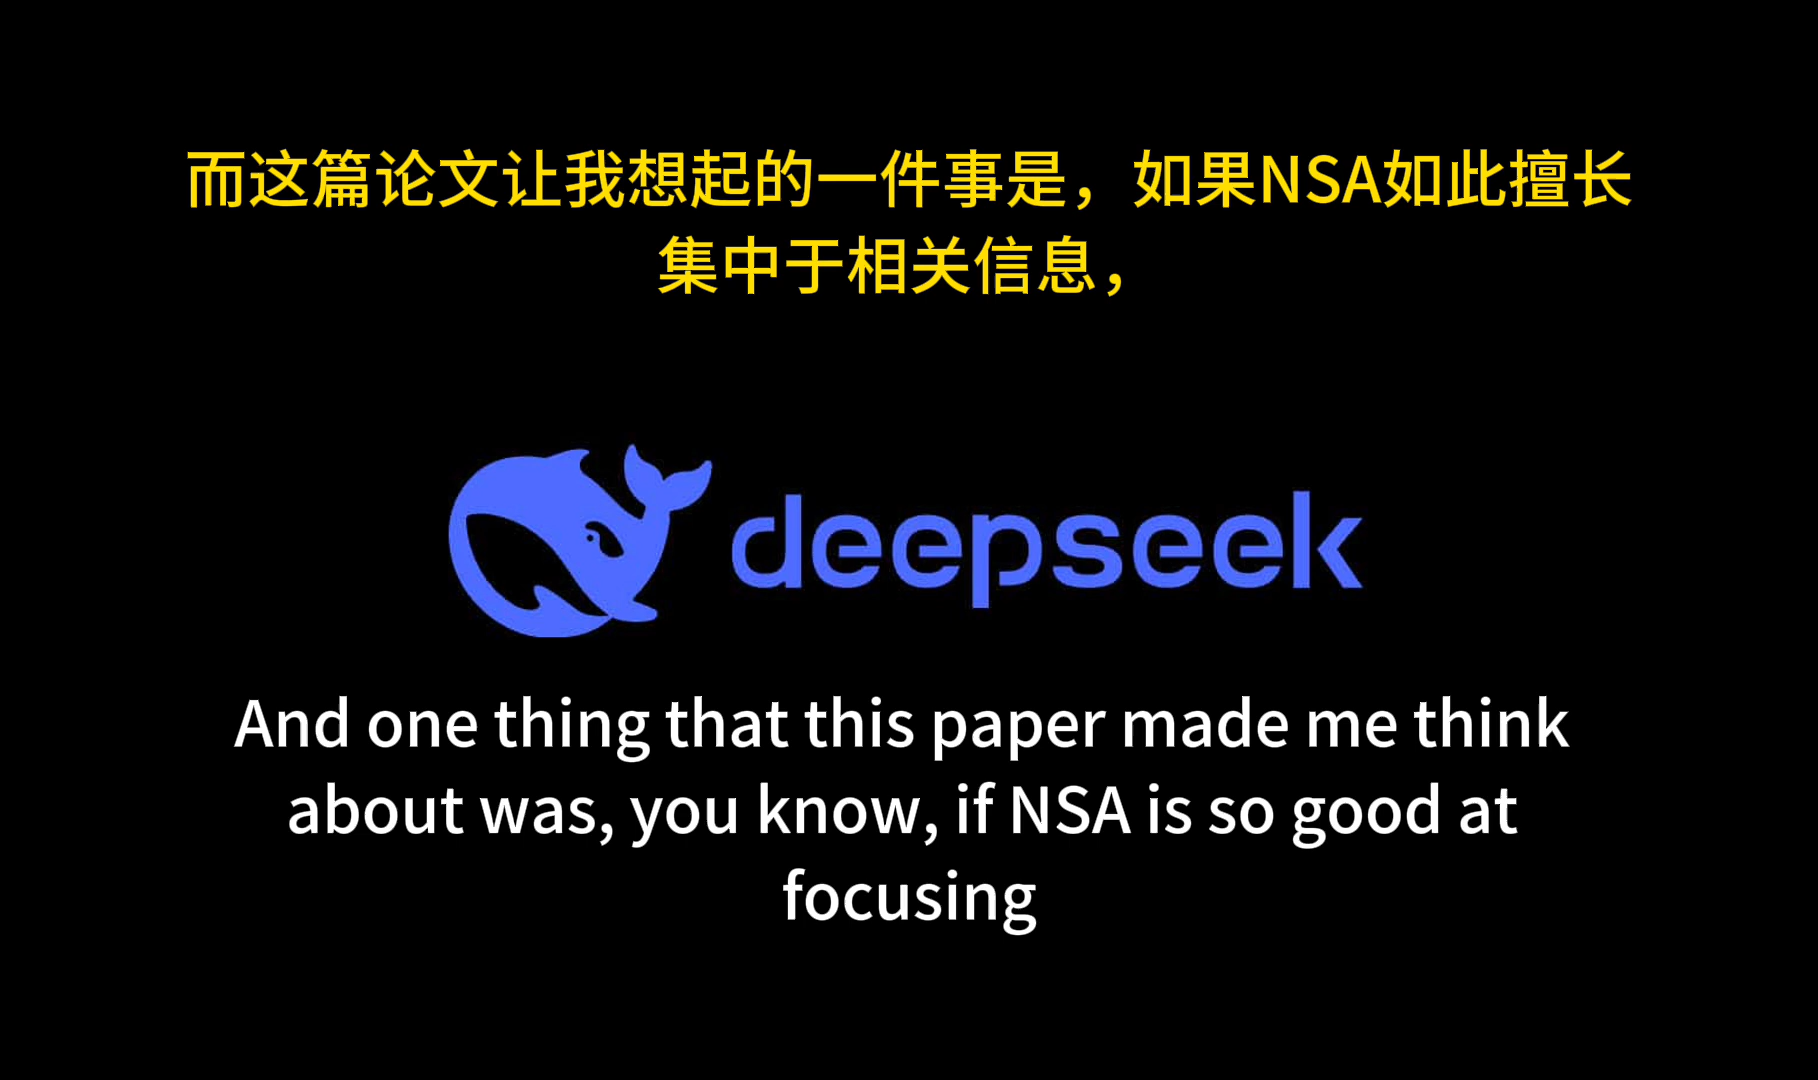 而这篇论文让我想起的一件事是，如果NSA如此擅长
集中于相关信息，
deepseek
And one thing that this paper made me think
about was, you know, if NSA is so good at
focusing